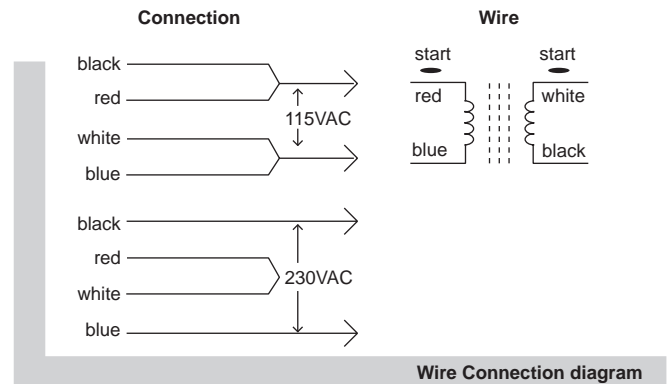 Connection
black
red
115VAC
white
blue
black
red
230VAC
white
blue
Wire
start start
red white
blue black
Wire Connection diagram